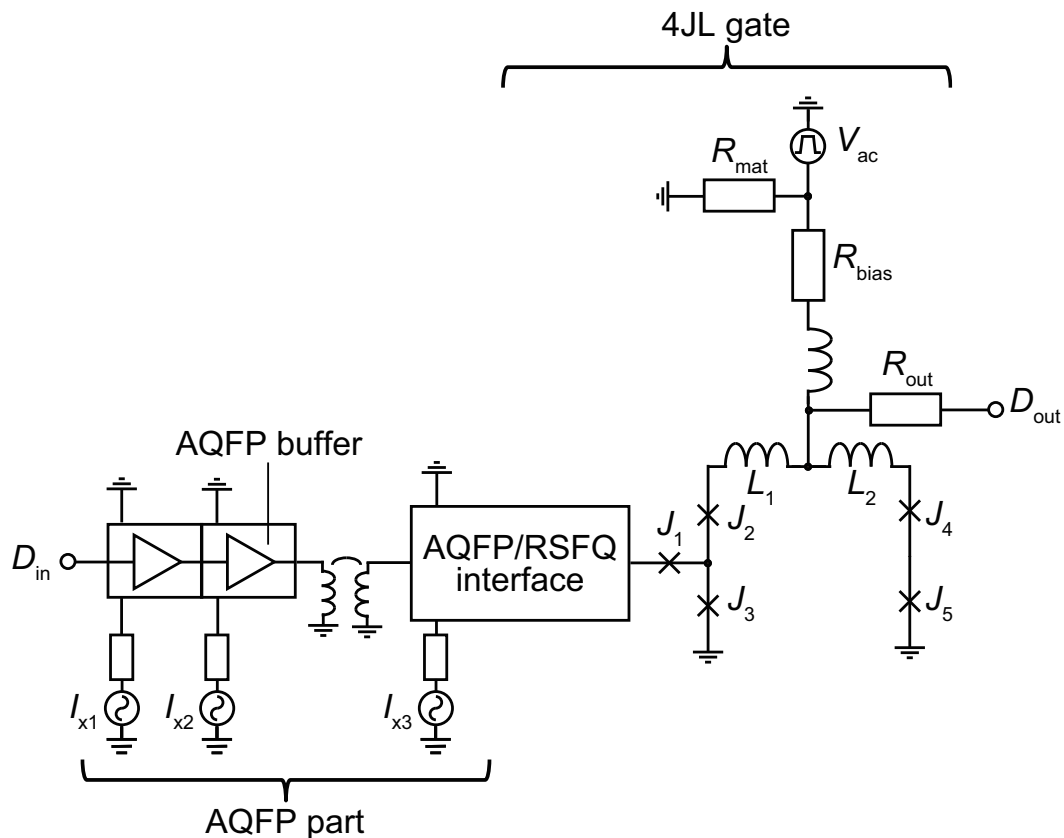 4JL gate
V_ac
R_mat
R_bias
R_out
D_out
AQFP buffer
L_1
L_2
J_1
J_2
J_4
D_in
AQFP/RSFQ
interface
J_3
J_5
I_x1
I_x2
I_x3
AQFP part